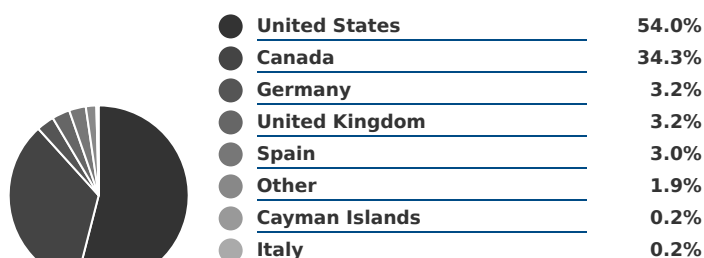 United States 54.0%
Canada 34.3%
Germany 3.2%
United Kingdom 3.2%
Spain 3.0%
Other 1.9%
Cayman Islands 0.2%
Italy 0.2%